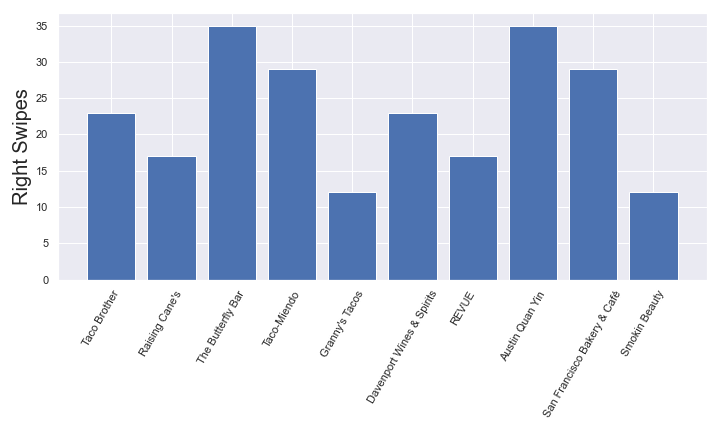 Right Swipes
35
30
25
20
15
10
5
0
Taco Brother
Raising Cane's
The Butterfly Bar
Taco-Miendo
Granny's Tacos
Davenport Wines & Spirits
REVUE
Austin Quan Yin
San Francisco Bakery & Café
Smokin Beauty